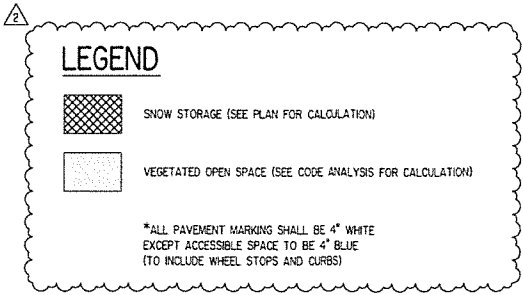 2
LEGEND
SNOW STORAGE (SEE PLAN FOR CALCULATION)
VEGETATED OPEN SPACE (SEE CODE ANALYSIS FOR CALCULATION)
*ALL PAVEMENT MARKING SHALL BE 4" WHITE
EXCEPT ACCESSIBLE SPACE TO BE 4" BLUE
(TO INCLUDE WHEEL STOPS AND CURBS)